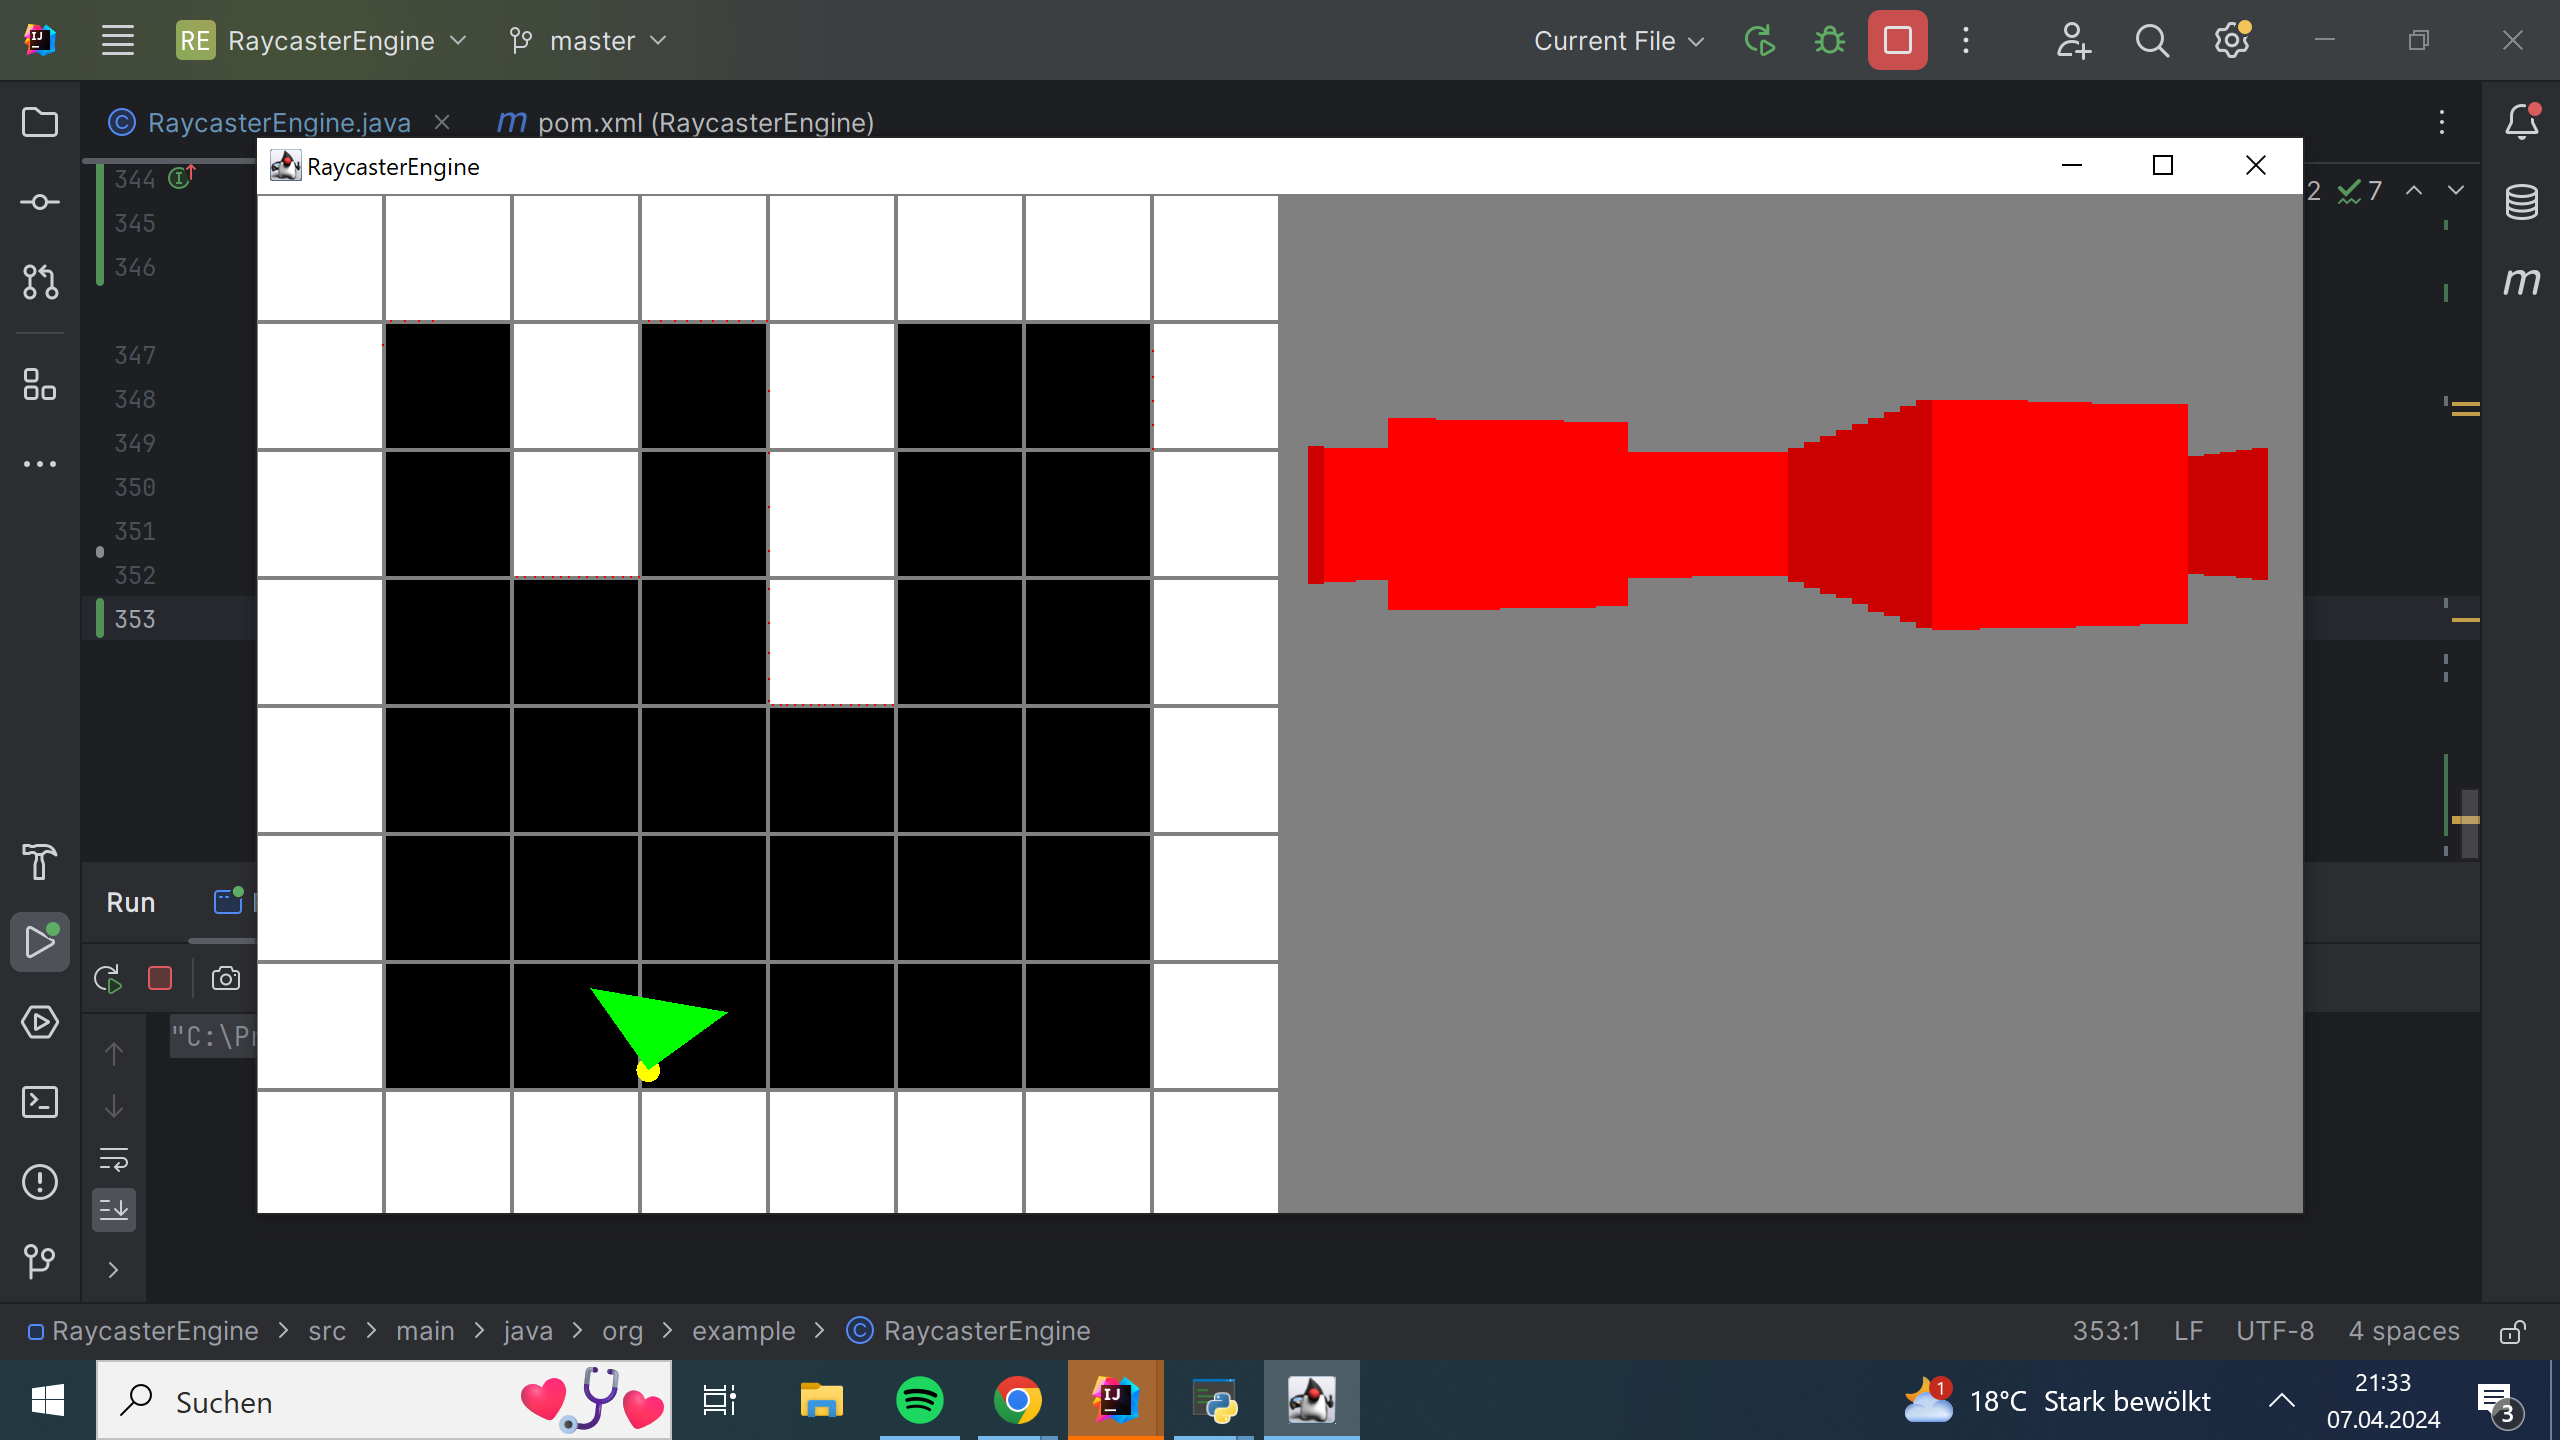 RE RaycasterEngine master Current File
RaycasterEngine.java pom.xml (RaycasterEngine)
RaycasterEngine
344
2 7
345
346
347
348
349
350
351
352
353
Run
"C:\Pr
RaycasterEngine > src > main > java > org > example > RaycasterEngine 353:1 LF UTF-8 4 spaces
Suchen
1 18°C Stark bewölkt
21:33
07.04.2024
3